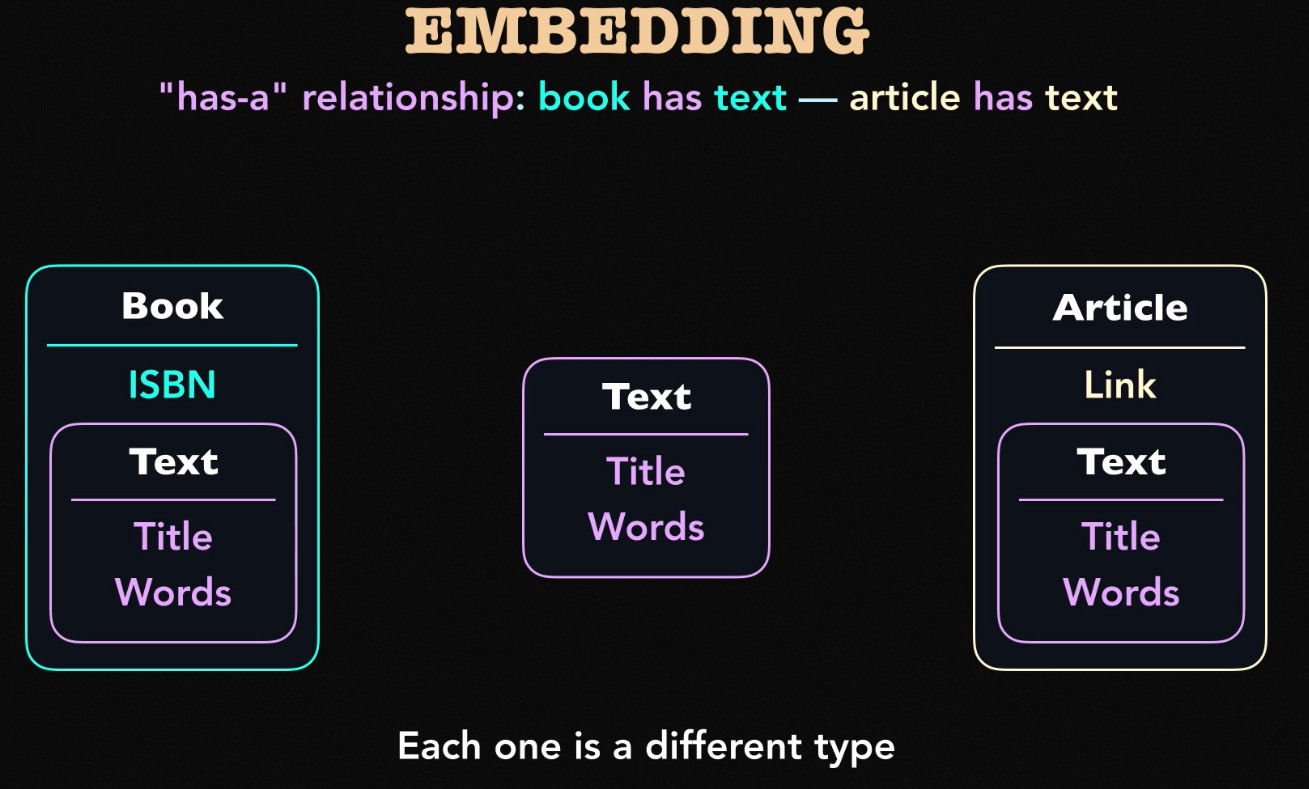 EMBEDDING
"has-a" relationship: book has text — article has text
Book
ISBN
Text
Title
Words
Text
Title
Words
Article
Link
Text
Title
Words
Each one is a different type